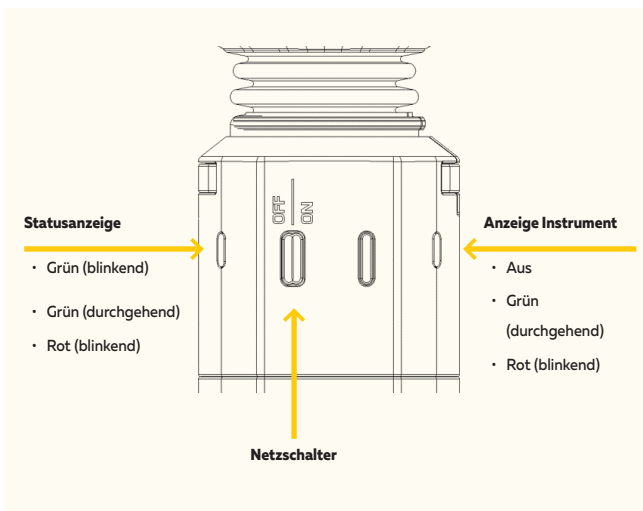 OFF
ON
Statusanzeige
• Grün (blinkend)
• Grün (durchgehend)
• Rot (blinkend)
Anzeige Instrument
• Aus
• Grün
(durchgehend)
• Rot (blinkend)
Netzschalter